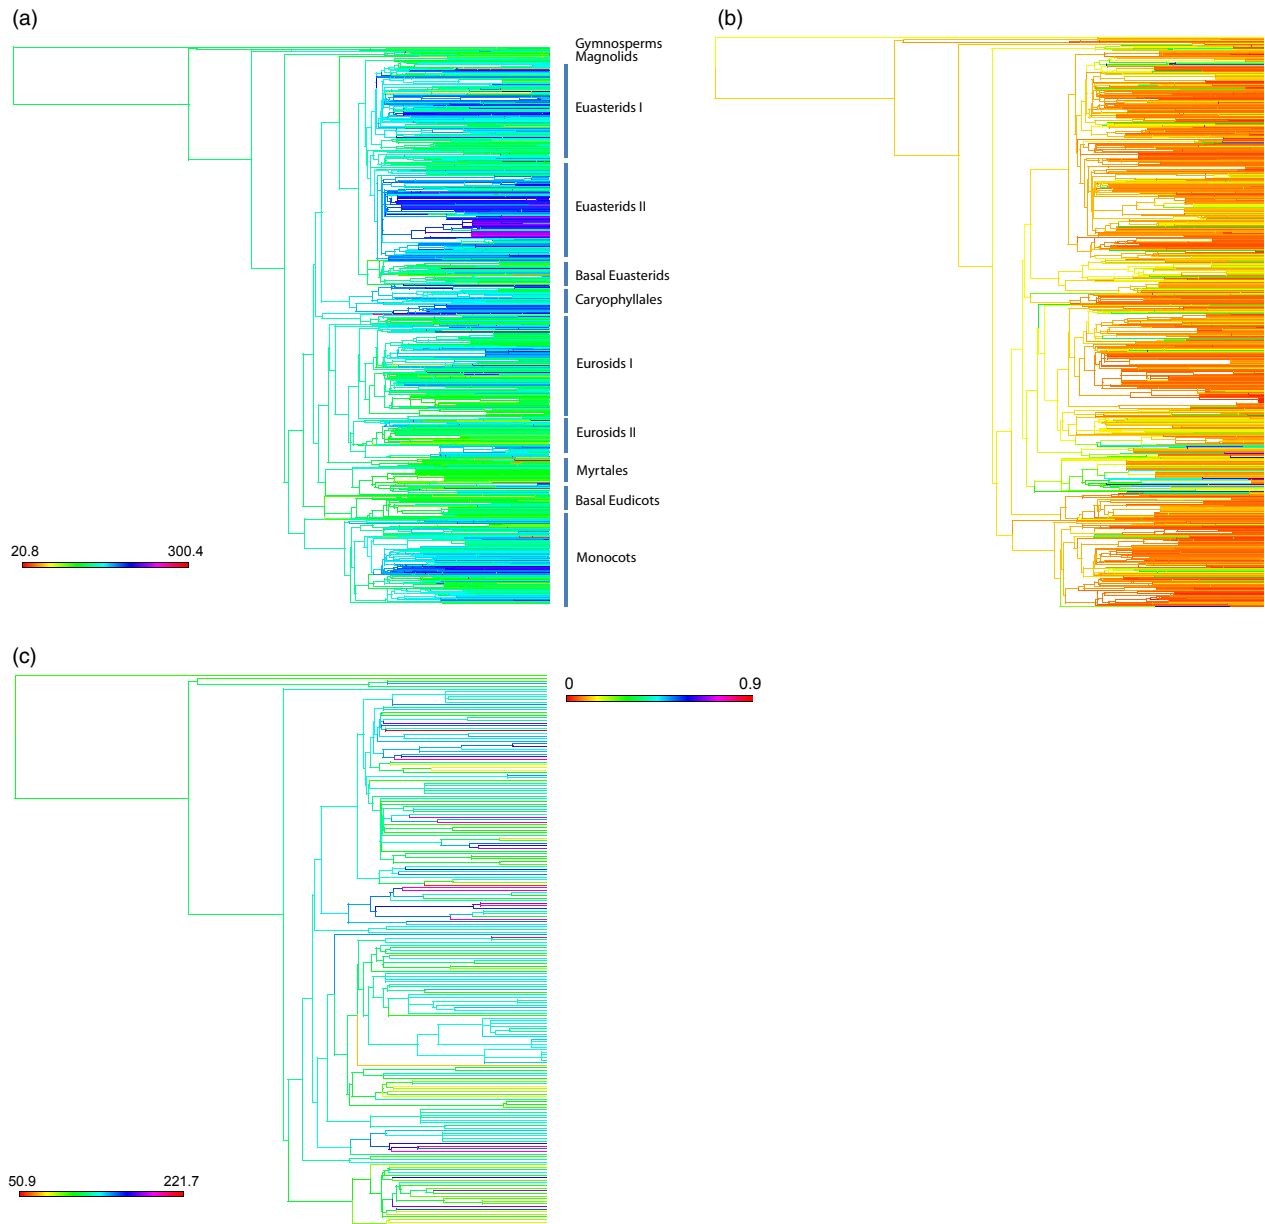 (a)
(b)
Gymnosperms
Magnolids
Euasterids I
Euasterids II
Basal Euasterids
Caryophyllales
Eurosids I
Eurosids II
Myrtales
Basal Eudicots
Monocots
20.8 300.4
(c)
0 0.9
50.9 221.7